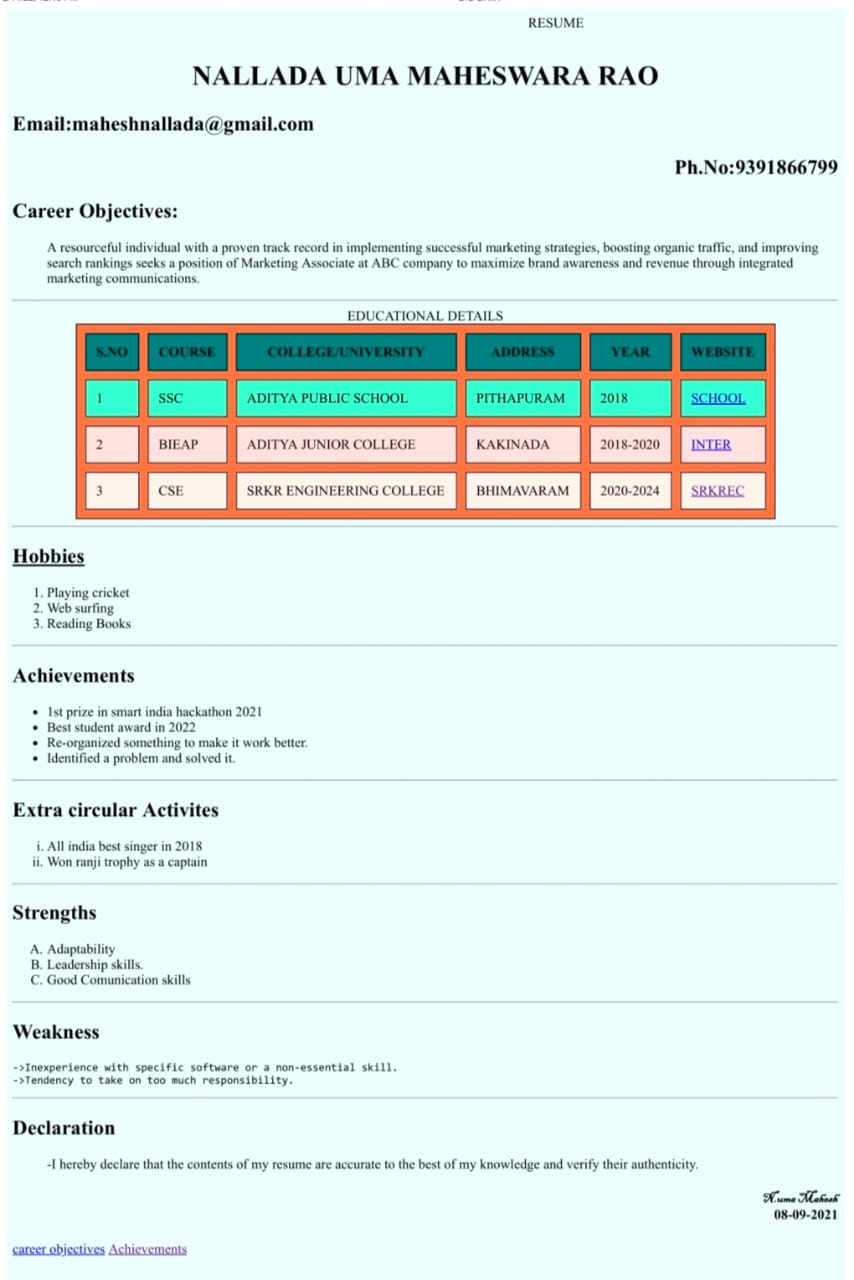 RESUME
NALLADA UMA MAHESWARA RAO
Email:maheshnallada@gmail.com
Ph.No:9391866799
Career Objectives:
A resourceful individual with a proven track record in implementing successful marketing strategies, boosting organic traffic, and improving
search rankings seeks a position of Marketing Associate at ABC company to maximize brand awareness and revenue through integrated
marketing communications.
EDUCATIONAL DETAILS
S.NO COURSE COLLEGE/UNIVERSITY ADDRESS YEAR WEBSITE
1 SSC ADITYA PUBLIC SCHOOL PITHAPURAM 2018 SCHOOL
2 BIEAP ADITYA JUNIOR COLLEGE KAKINADA 2018-2020 INTER
3 CSE SRKR ENGINEERING COLLEGE BHIMAVARAM 2020-2024 SRKREC
Hobbies
1. Playing cricket
2. Web surfing
3. Reading Books
Achievements
• 1st prize in smart india hackathon 2021
• Best student award in 2022
• Re-organized something to make it work better.
• Identified a problem and solved it.
Extra circular Activites
i. All india best singer in 2018
ii. Won ranji trophy as a captain
Strengths
A. Adaptability
B. Leadership skills.
C. Good Comunication skills
Weakness
->Inexperience with specific software or a non-essential skill.
->Tendency to take on too much responsibility.
Declaration
-I hereby declare that the contents of my resume are accurate to the best of my knowledge and verify their authenticity.
N.uma Mahesh
08-09-2021
career objectives Achievements